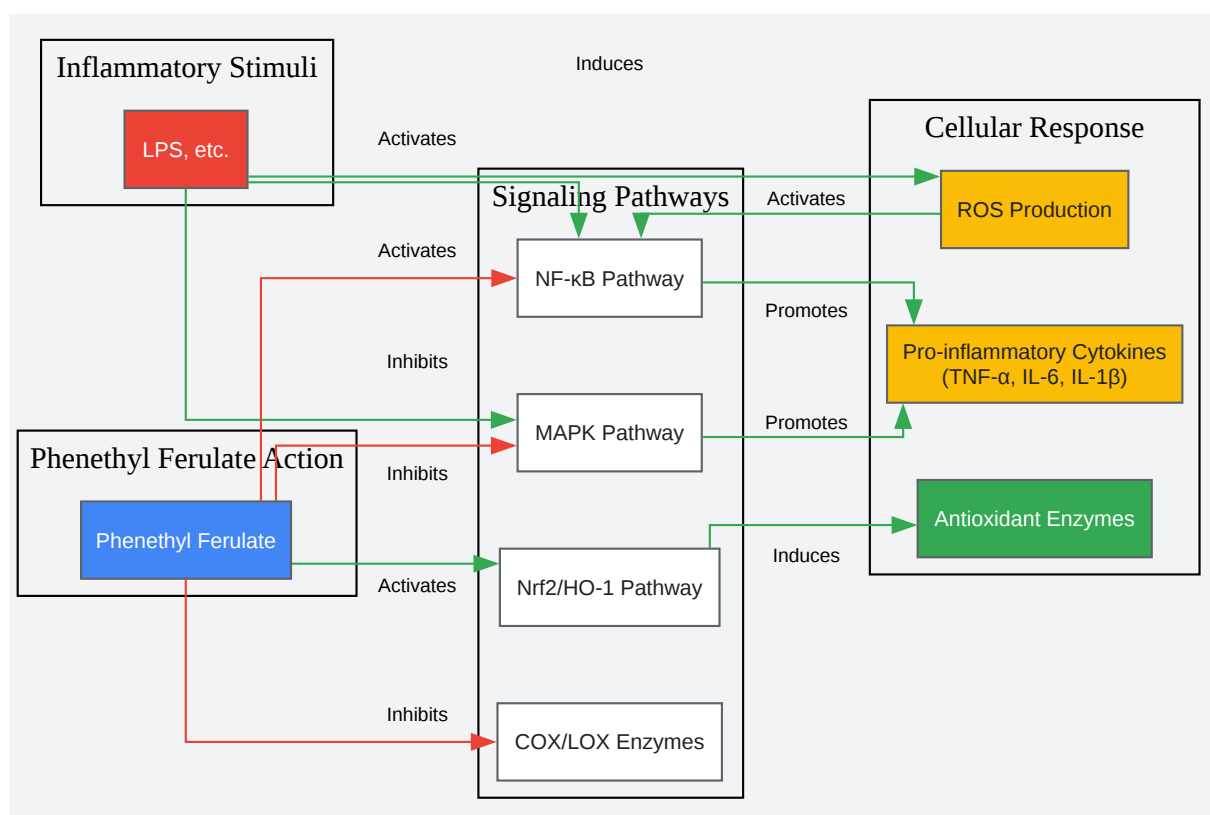 Inflammatory Stimuli
LPS, etc.
Induces
Activates
Activates
Inhibits
Inhibits
Activates
Inhibits
Phenethyl Ferulate Action
Phenethyl Ferulate
Signaling Pathways
NF-κB Pathway
MAPK Pathway
Nrf2/HO-1 Pathway
COX/LOX Enzymes
Activates
Promotes
Promotes
Induces
Cellular Response
ROS Production
Pro-inflammatory Cytokines
(TNF-α, IL-6, IL-1β)
Antioxidant Enzymes